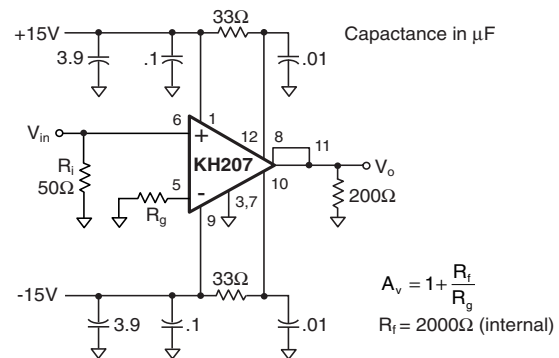 33Ω
+15V
Capactance in μF
3.9
.1
.01
1
6
V_in
+
12
8
11
KH207
V_o
R_i
50Ω
5
-
10
3,7
200Ω
R_g
9
33Ω
-15V
A_v = 1 + R_f / R_g
3.9
.1
.01
R_f = 2000Ω (internal)